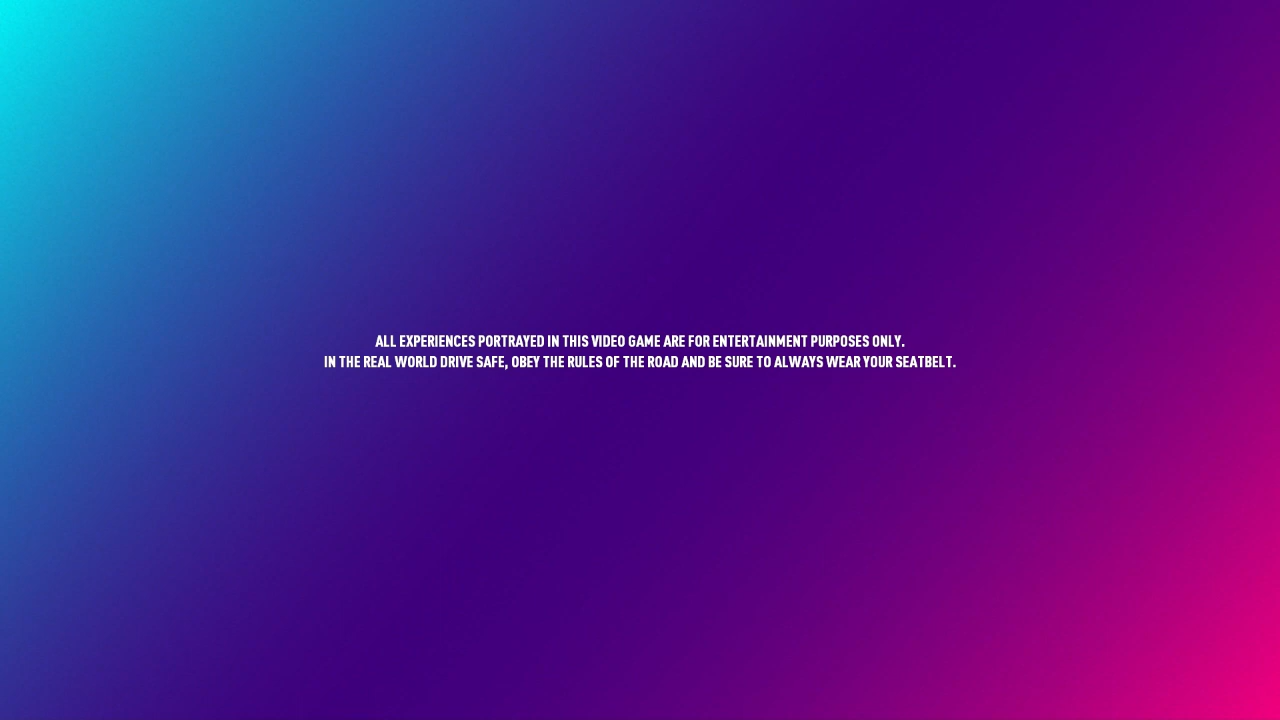 ALL EXPERIENCES PORTRAYED IN THIS VIDEO GAME ARE FOR ENTERTAINMENT PURPOSES ONLY.
IN THE REAL WORLD DRIVE SAFE, OBEY THE RULES OF THE ROAD AND BE SURE TO ALWAYS WEAR YOUR SEATBELT.